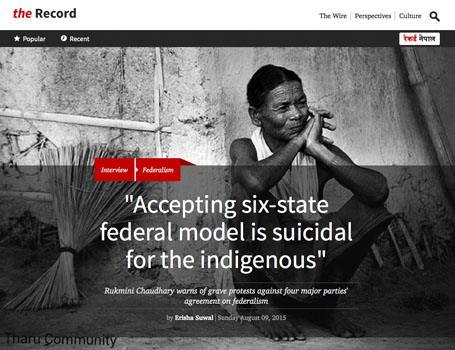 the Record
The Wire Perspectives Culture
Popular Recent
रेकर्ड नेपाल
Interview Federalism
"Accepting six-state
federal model is suicidal
for the indigenous"
Rukmini Chaudhary warns of grave protests against four major parties'
agreement on federalism
by Erisha Suwal Sunday August 09, 2015
Tharu Community